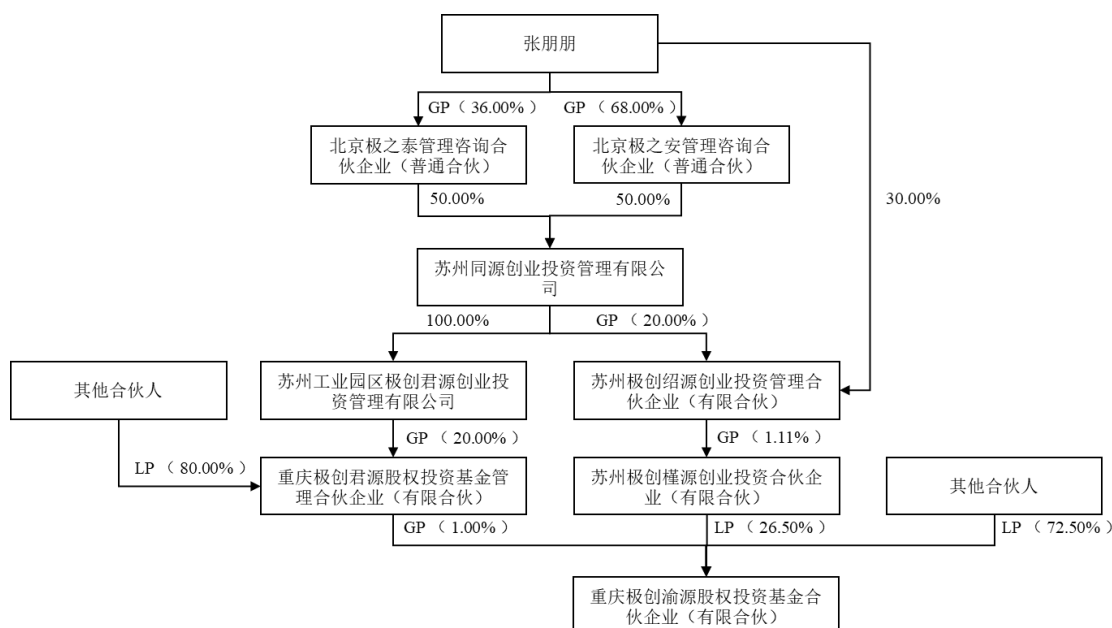 张朋朋
GP（36.00%）
GP（68.00%）
北京极之泰管理咨询合
伙企业（普通合伙）
北京极之安管理咨询合
伙企业（普通合伙）
50.00%
50.00%
30.00%
苏州同源创业投资管理有限公
司
100.00%
GP（20.00%）
其他合伙人
苏州工业园区极创君源创业投
资管理有限公司
苏州极创绍源创业投资管理合
伙企业（有限合伙）
GP（20.00%）
GP（1.11%）
LP（80.00%）
重庆极创君源股权投资基金管
理合伙企业（有限合伙）
苏州极创槿源创业投资合伙企
业（有限合伙）
其他合伙人
GP（1.00%）
LP（26.50%）
LP（72.50%）
重庆极创渝源股权投资基金合
伙企业（有限合伙）